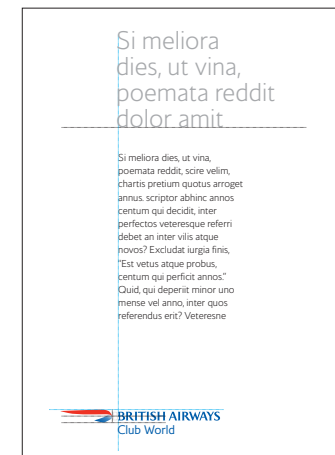 Si meliora
dies, ut vina,
poemata reddit
dolor amit
Si meliora dies, ut vina,
poemata reddit, scire velim,
chartis pretium quotus arroget
annus. scriptor abhinc annos
centum qui decidit, inter
perfectos veteresque referri
debet an inter vilis atque
novos? Excludat iurgia finis,
"Est vetus atque probus,
centum qui perficit annos."
Quid, qui deperiit minor uno
mense vel anno, inter quos
referendus erit? Veteresne
BRITISH AIRWAYS
Club World